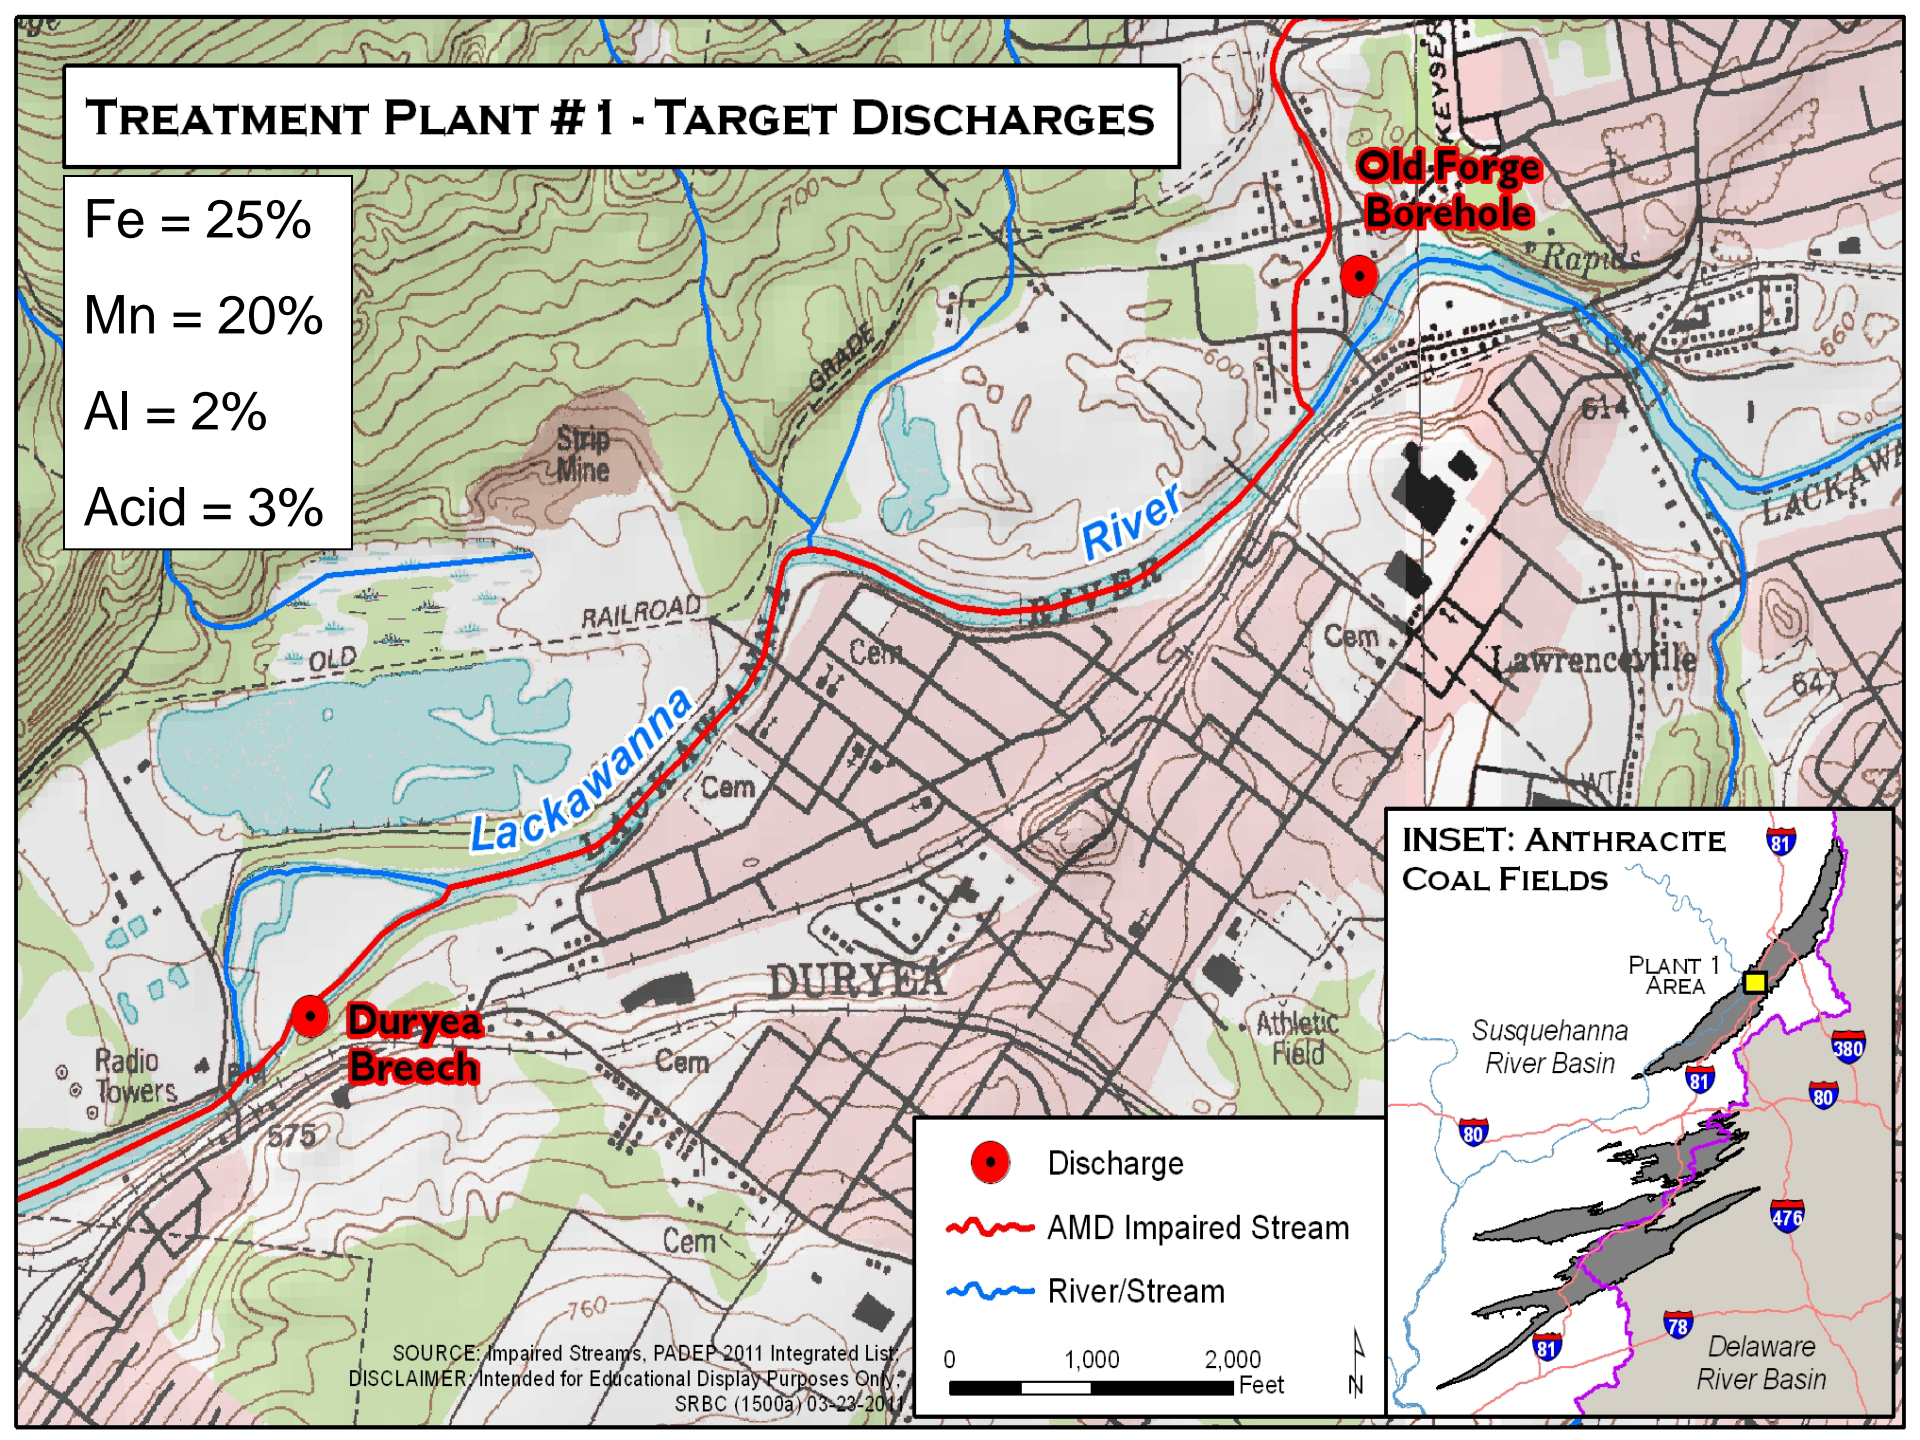 TREATMENT PLANT #1 - TARGET DISCHARGES
Fe = 25%
Mn = 20%
Al = 2%
Acid = 3%
KEYSER
Old Forge
Borehole
Rapids
700
GRADE
600
660
614
Strip
Mine
LACKAWA
River
RIVER
RAILROAD
OLD
Cem
Cem
Lawrenceville
647
Lackawanna
LACKAWANNA
Cem
WT
DURYEA
Duryea
Breech
Radio
Towers
BM
575
Cem
Athletic
Field
Cem
760
INSET: ANTHRACITE
COAL FIELDS
81
PLANT 1
AREA
Susquehanna
River Basin
380
81
80
80
476
78
81
Delaware
River Basin
Discharge
AMD Impaired Stream
River/Stream
0 1,000 2,000
Feet
N
SOURCE: Impaired Streams, PADEP 2011 Integrated List;
DISCLAIMER: Intended for Educational Display Purposes Only;
SRBC (1500a) 03-23-2011